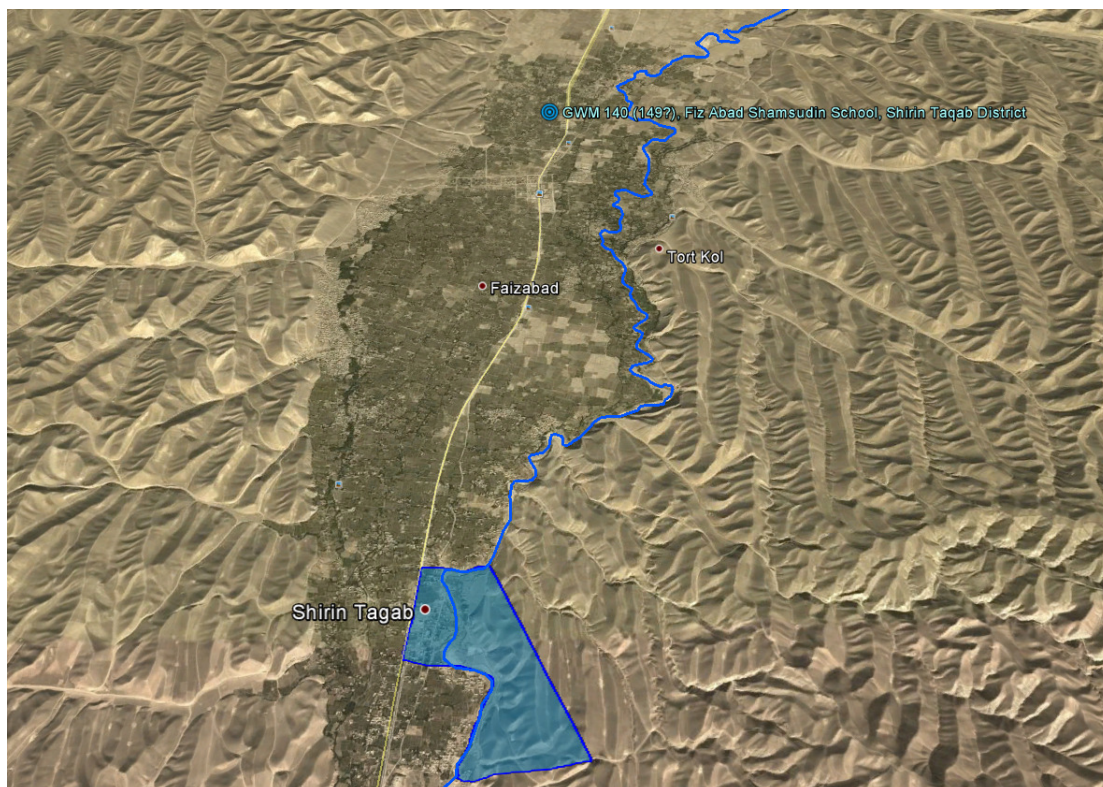 GWM 140 (149?), Fiz Abad Shamsudin School, Shirin Taqab District
Tort Kol
Faizabad
Shirin Tagab